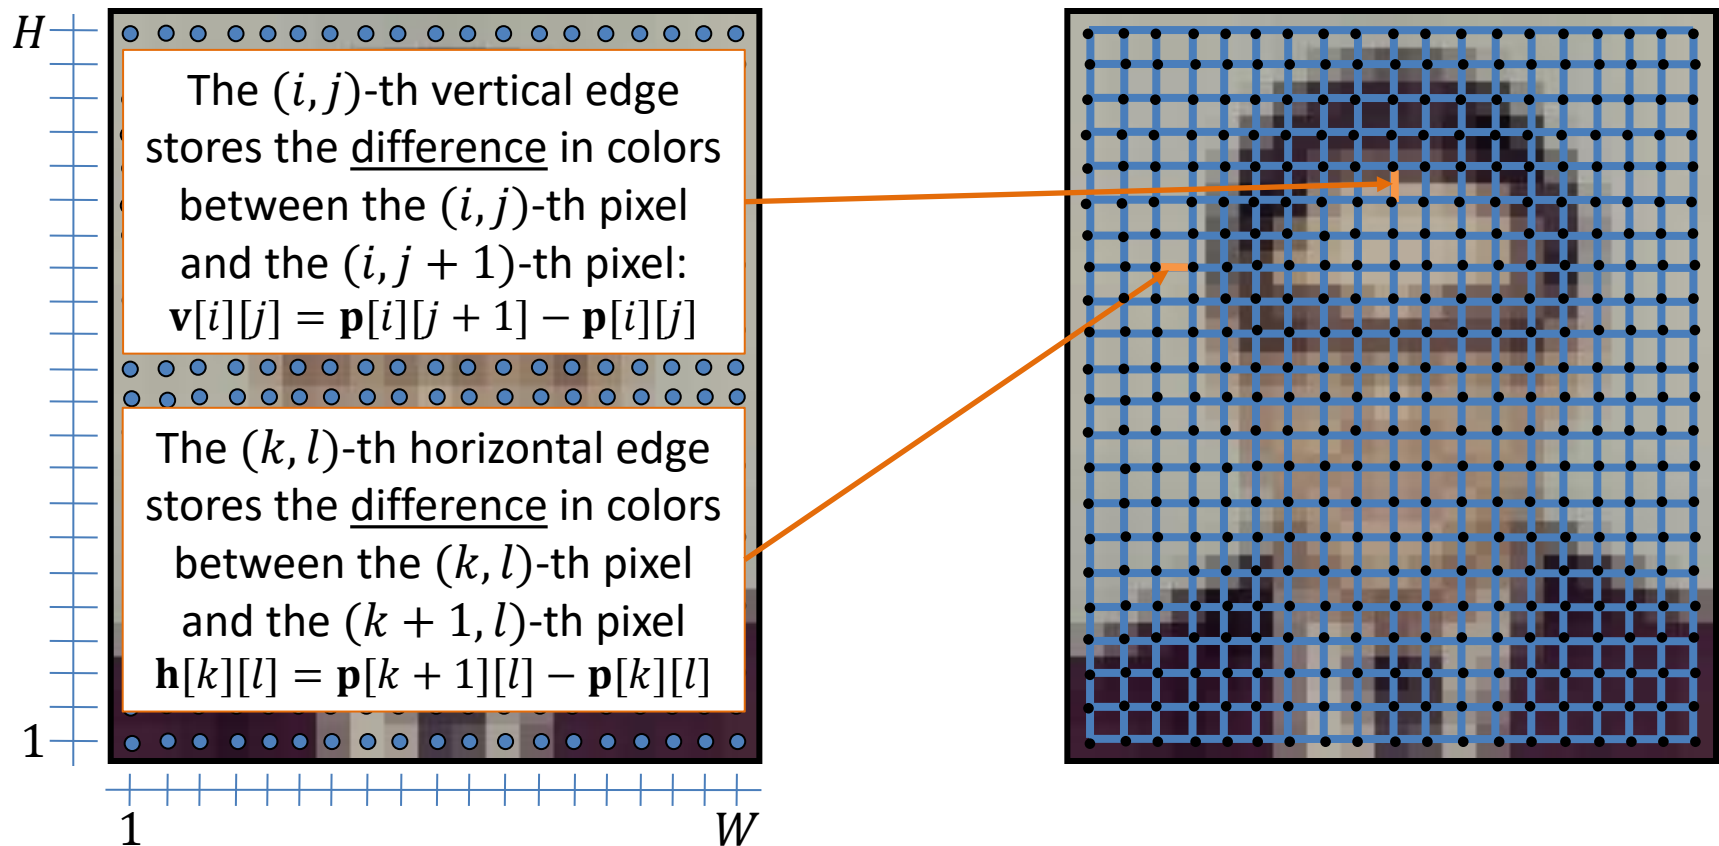 H
The (i, j)-th vertical edge
stores the difference in colors
between the (i, j)-th pixel
and the (i, j + 1)-th pixel:
v[i][j] = p[i][j + 1] − p[i][j]
The (k, l)-th horizontal edge
stores the difference in colors
between the (k, l)-th pixel
and the (k + 1, l)-th pixel
h[k][l] = p[k + 1][l] − p[k][l]
1
1
W